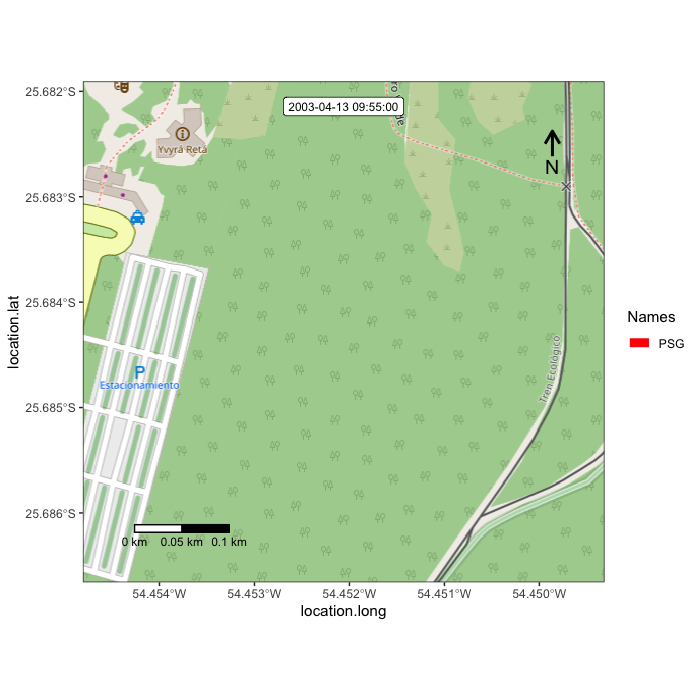 25.682°S
25.683°S
25.684°S
25.685°S
25.686°S
location.lat
2003-04-13 09:55:00
Yvyrá Retá
N
P
Estacionamiento
Tren Ecológico
0 km 0.05 km 0.1 km
54.454°W 54.453°W 54.452°W 54.451°W 54.450°W
location.long
Names
PSG